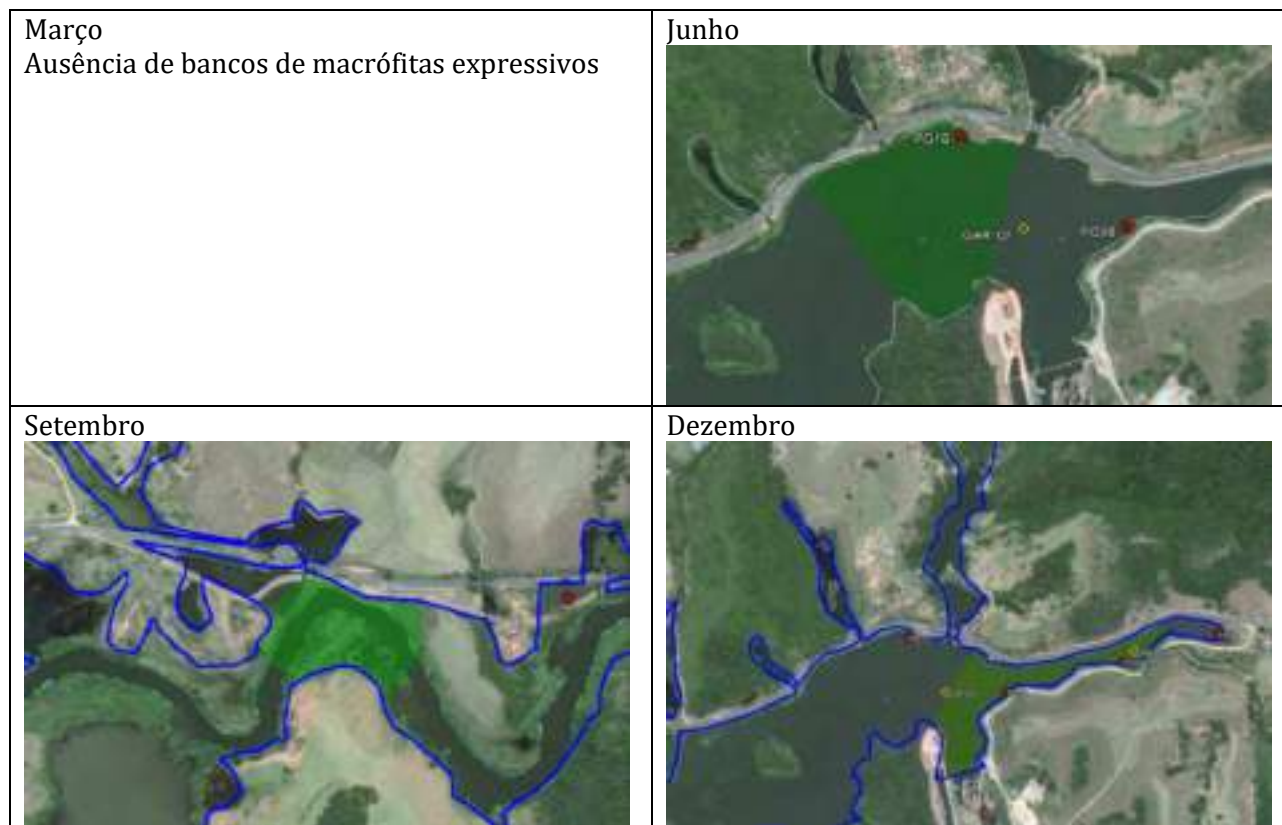 Março
Ausência de bancos de macrófitas expressivos
Junho
Setembro
Dezembro